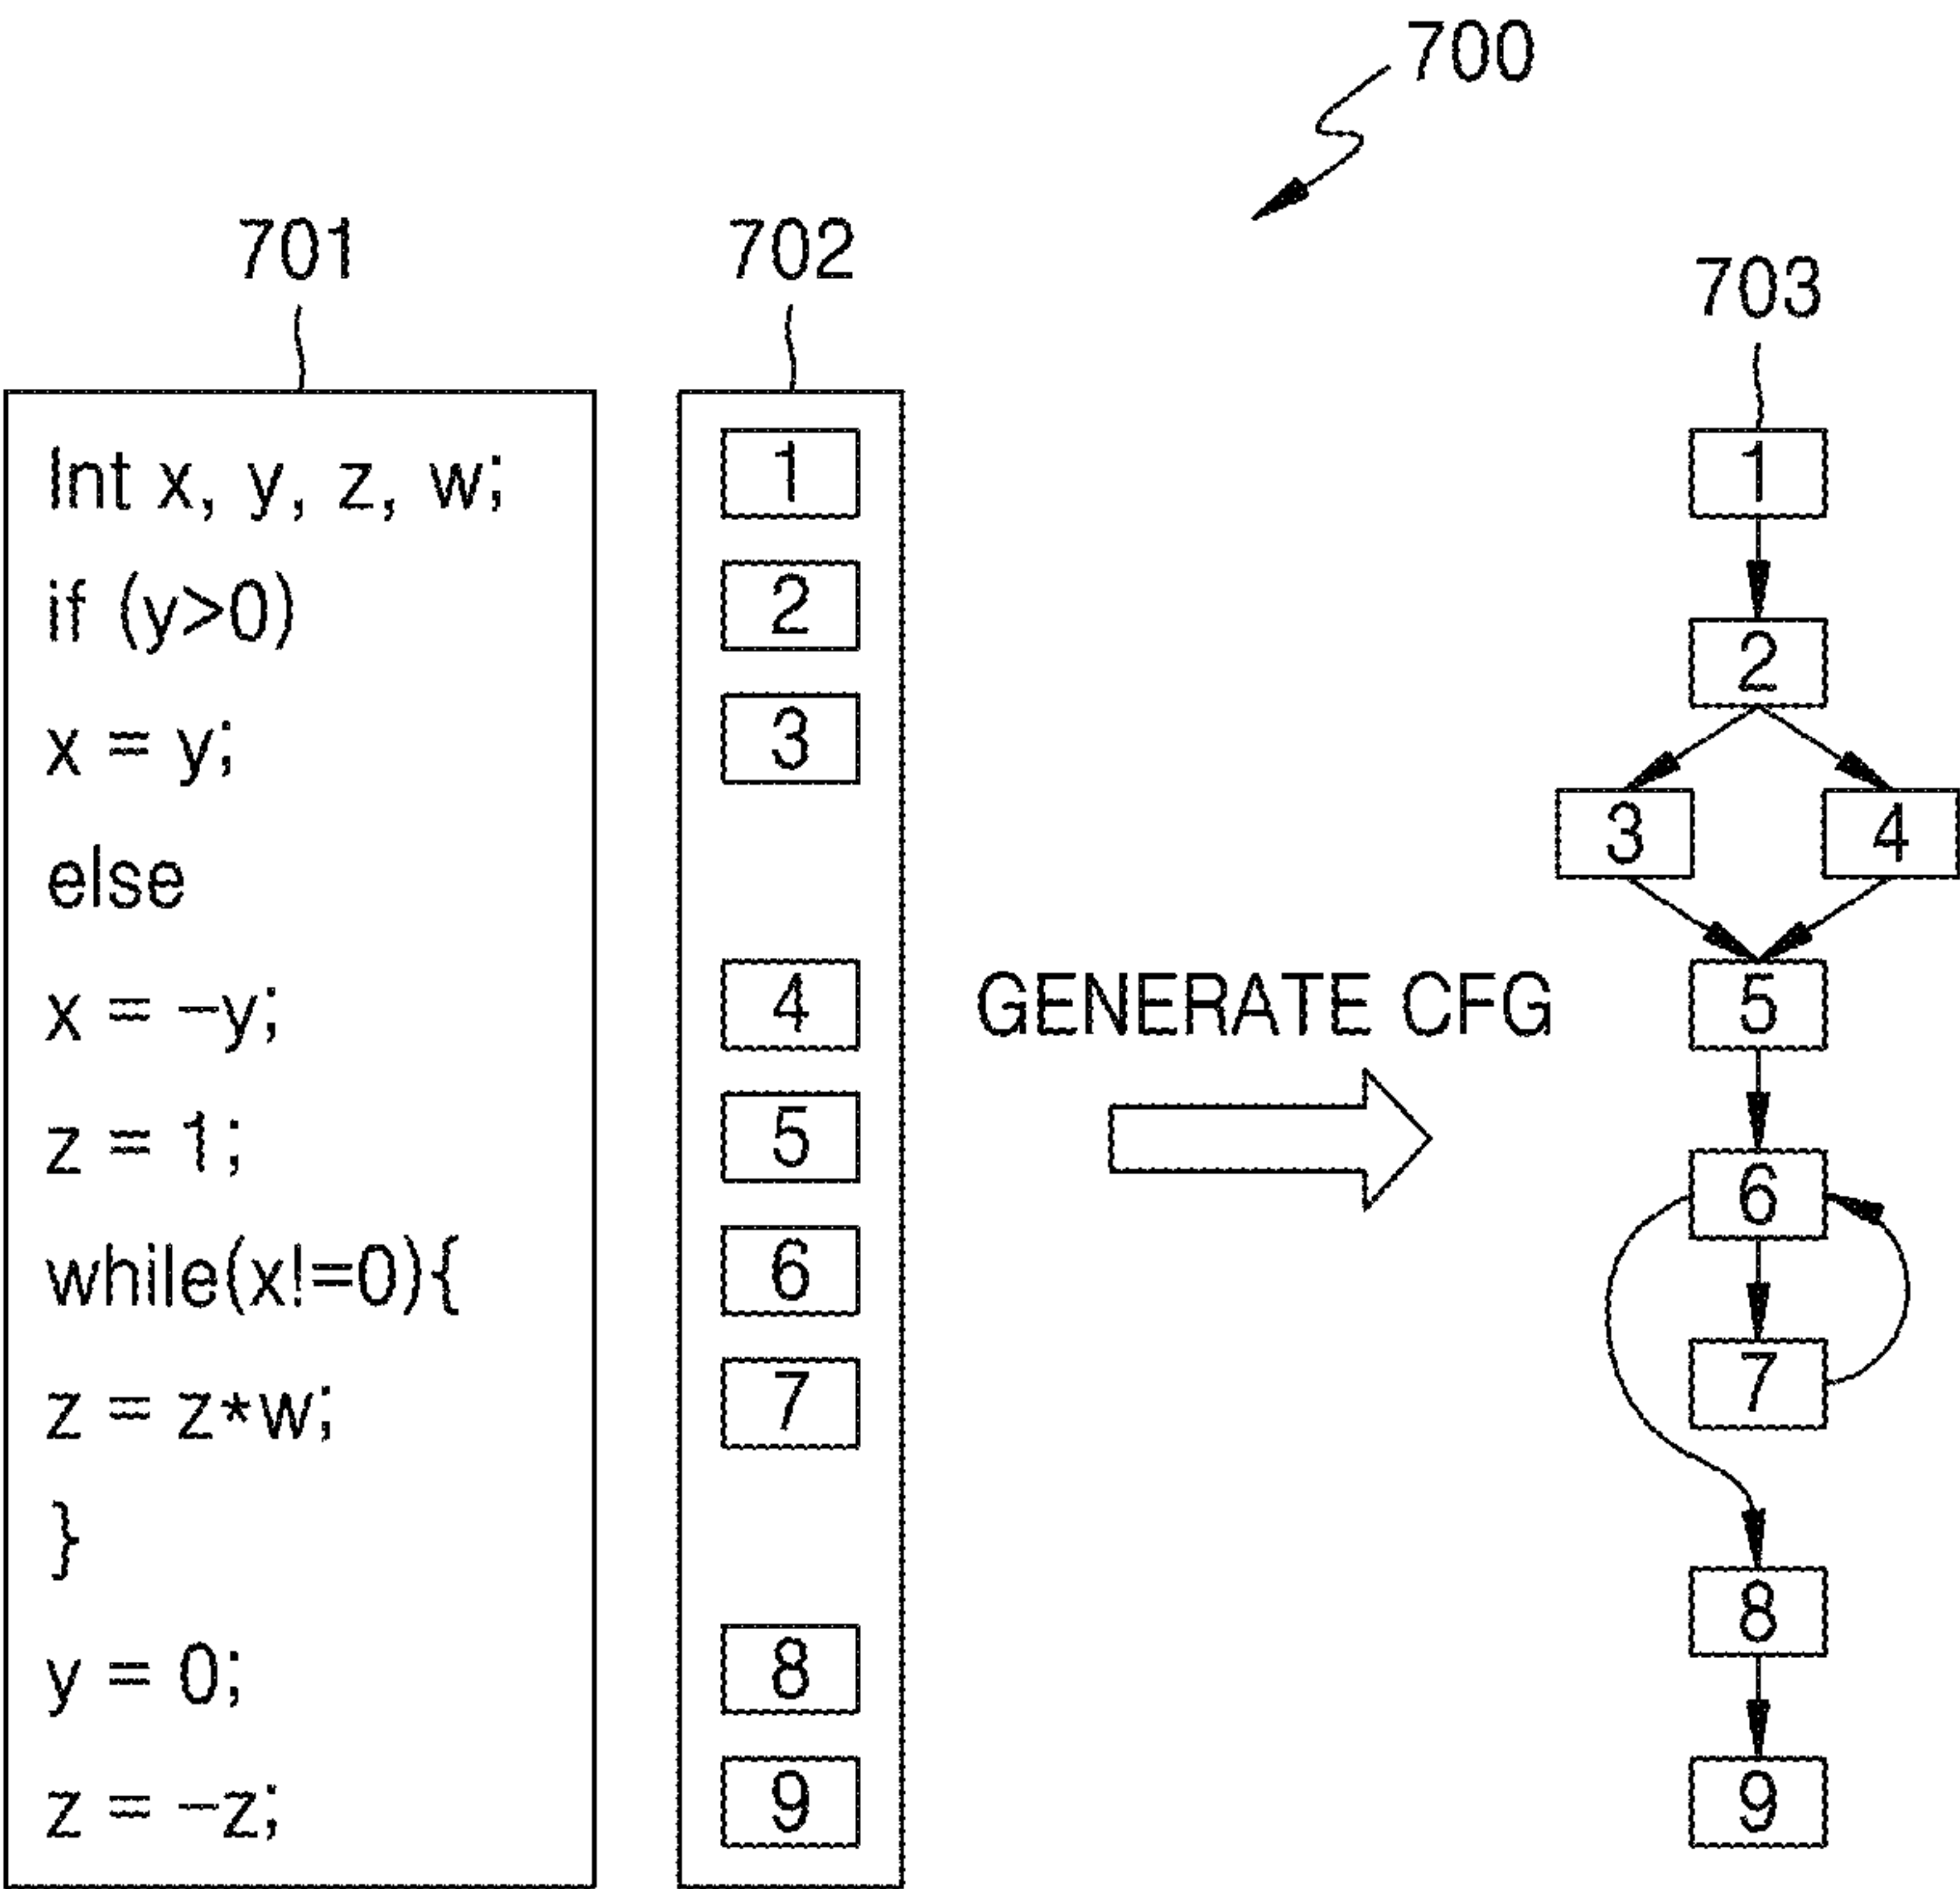 700
701
702
703
Int x, y, z, w;
if (y>0)
x = y;
else
x = −y;
z = 1;
while(x!=0){
z = z*w;
}
y = 0;
z = −z;
1
2
3
4
5
6
7
8
9
GENERATE CFG
1
2
3 4
5
6
7
8
9